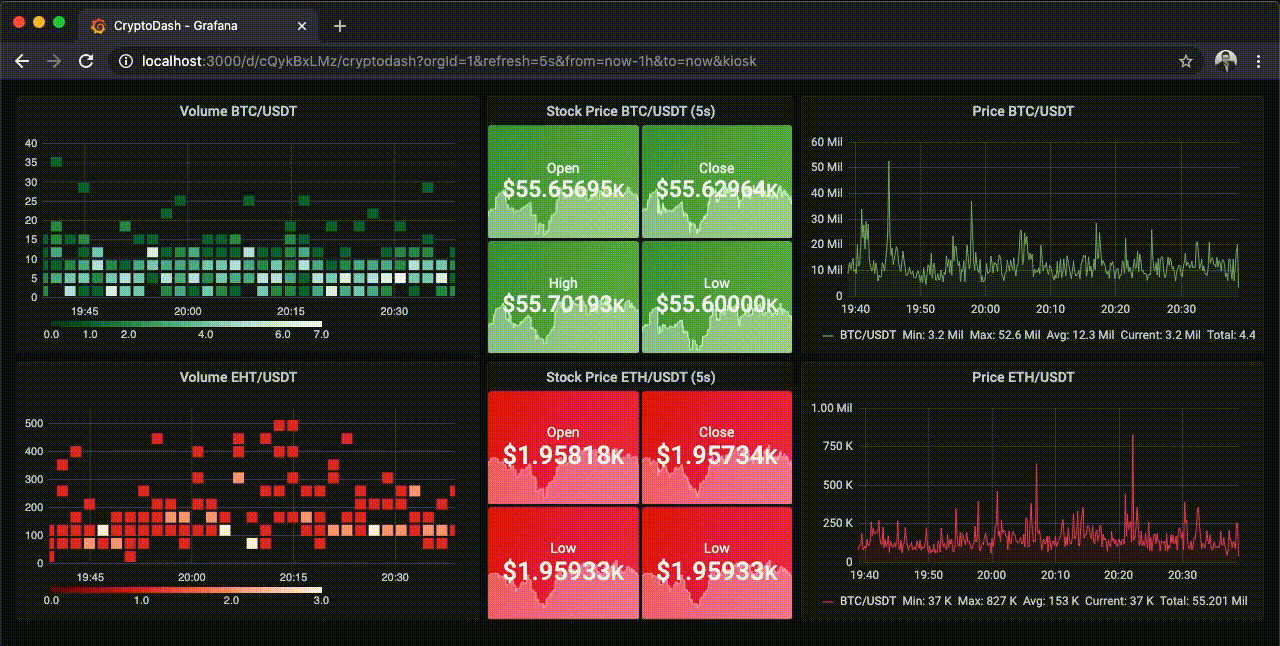 CryptoDash - Grafana
localhost:3000/d/cQykBxLMz/cryptodash?orgId=1&refresh=5s&from=now-1h&to=now&kiosk
Volume BTC/USDT
40
35
30
25
20
15
10
5
0
19:45 20:00 20:15 20:30
0.0 1.0 2.0 4.0 6.0 7.0
Stock Price BTC/USDT (5s)
Open
$55.65695K
Close
$55.62964K
High
$55.70193K
Low
$55.60000K
Price BTC/USDT
60 Mil
50 Mil
40 Mil
30 Mil
20 Mil
10 Mil
0
19:40 19:50 20:00 20:10 20:20 20:30
BTC/USDT Min: 3.2 Mil Max: 52.6 Mil Avg: 12.3 Mil Current: 3.2 Mil Total: 4.4
Volume EHT/USDT
500
400
300
200
100
0
19:45 20:00 20:15 20:30
0.0 1.0 2.0 3.0
Stock Price ETH/USDT (5s)
Open
$1.95818K
Close
$1.95734K
Low
$1.95933K
Low
$1.95933K
Price ETH/USDT
1.00 Mil
750 K
500 K
250 K
0
19:40 19:50 20:00 20:10 20:20 20:30
BTC/USDT Min: 37 K Max: 827 K Avg: 153 K Current: 37 K Total: 55.201 Mil